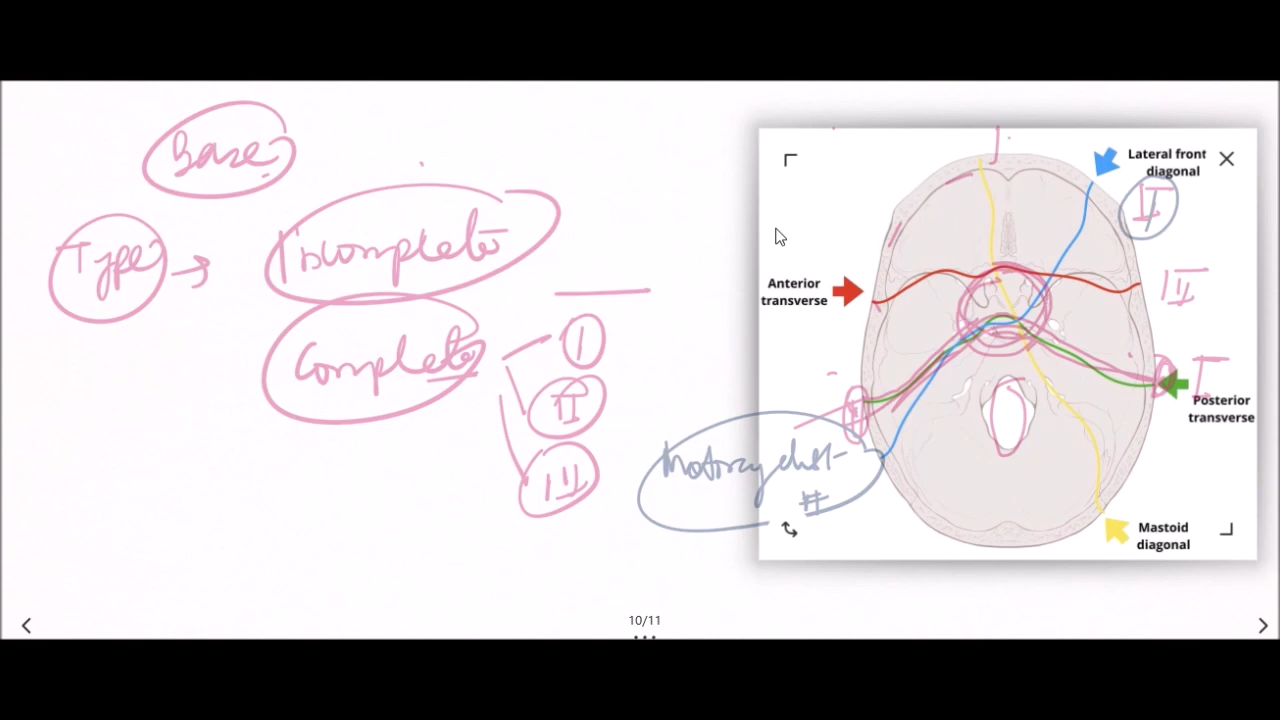 Base
Type → Incomplete
Complete
I
II
III
Motorcyclist
#
Lateral front
diagonal
II
Anterior
transverse
III
I
Posterior
transverse
Mastoid
diagonal
10/11